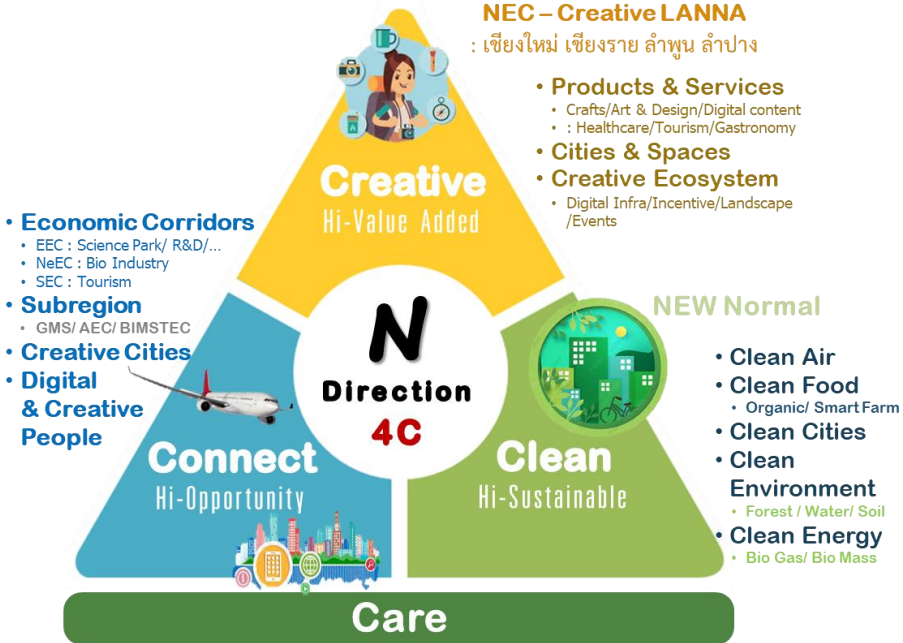 NEC – Creative LANNA
: เชียงใหม่ เชียงราย ลำพูน ลำปาง
• Products & Services
• Crafts/Art & Design/Digital content
• : Healthcare/Tourism/Gastronomy
• Cities & Spaces
• Creative Ecosystem
• Digital Infra/Incentive/Landscape
/Events
Creative
Hi-Value Added
• Economic Corridors
• EEC : Science Park/ R&D/...
• NeEC : Bio Industry
• SEC : Tourism
• Subregion
• GMS/ AEC/ BIMSTEC
• Creative Cities
• Digital
& Creative
People
N
Direction
4C
Connect
Hi-Opportunity
Clean
Hi-Sustainable
NEW Normal
• Clean Air
• Clean Food
• Organic/ Smart Farm
• Clean Cities
• Clean
Environment
• Forest / Water/ Soil
• Clean Energy
• Bio Gas/ Bio Mass
Care